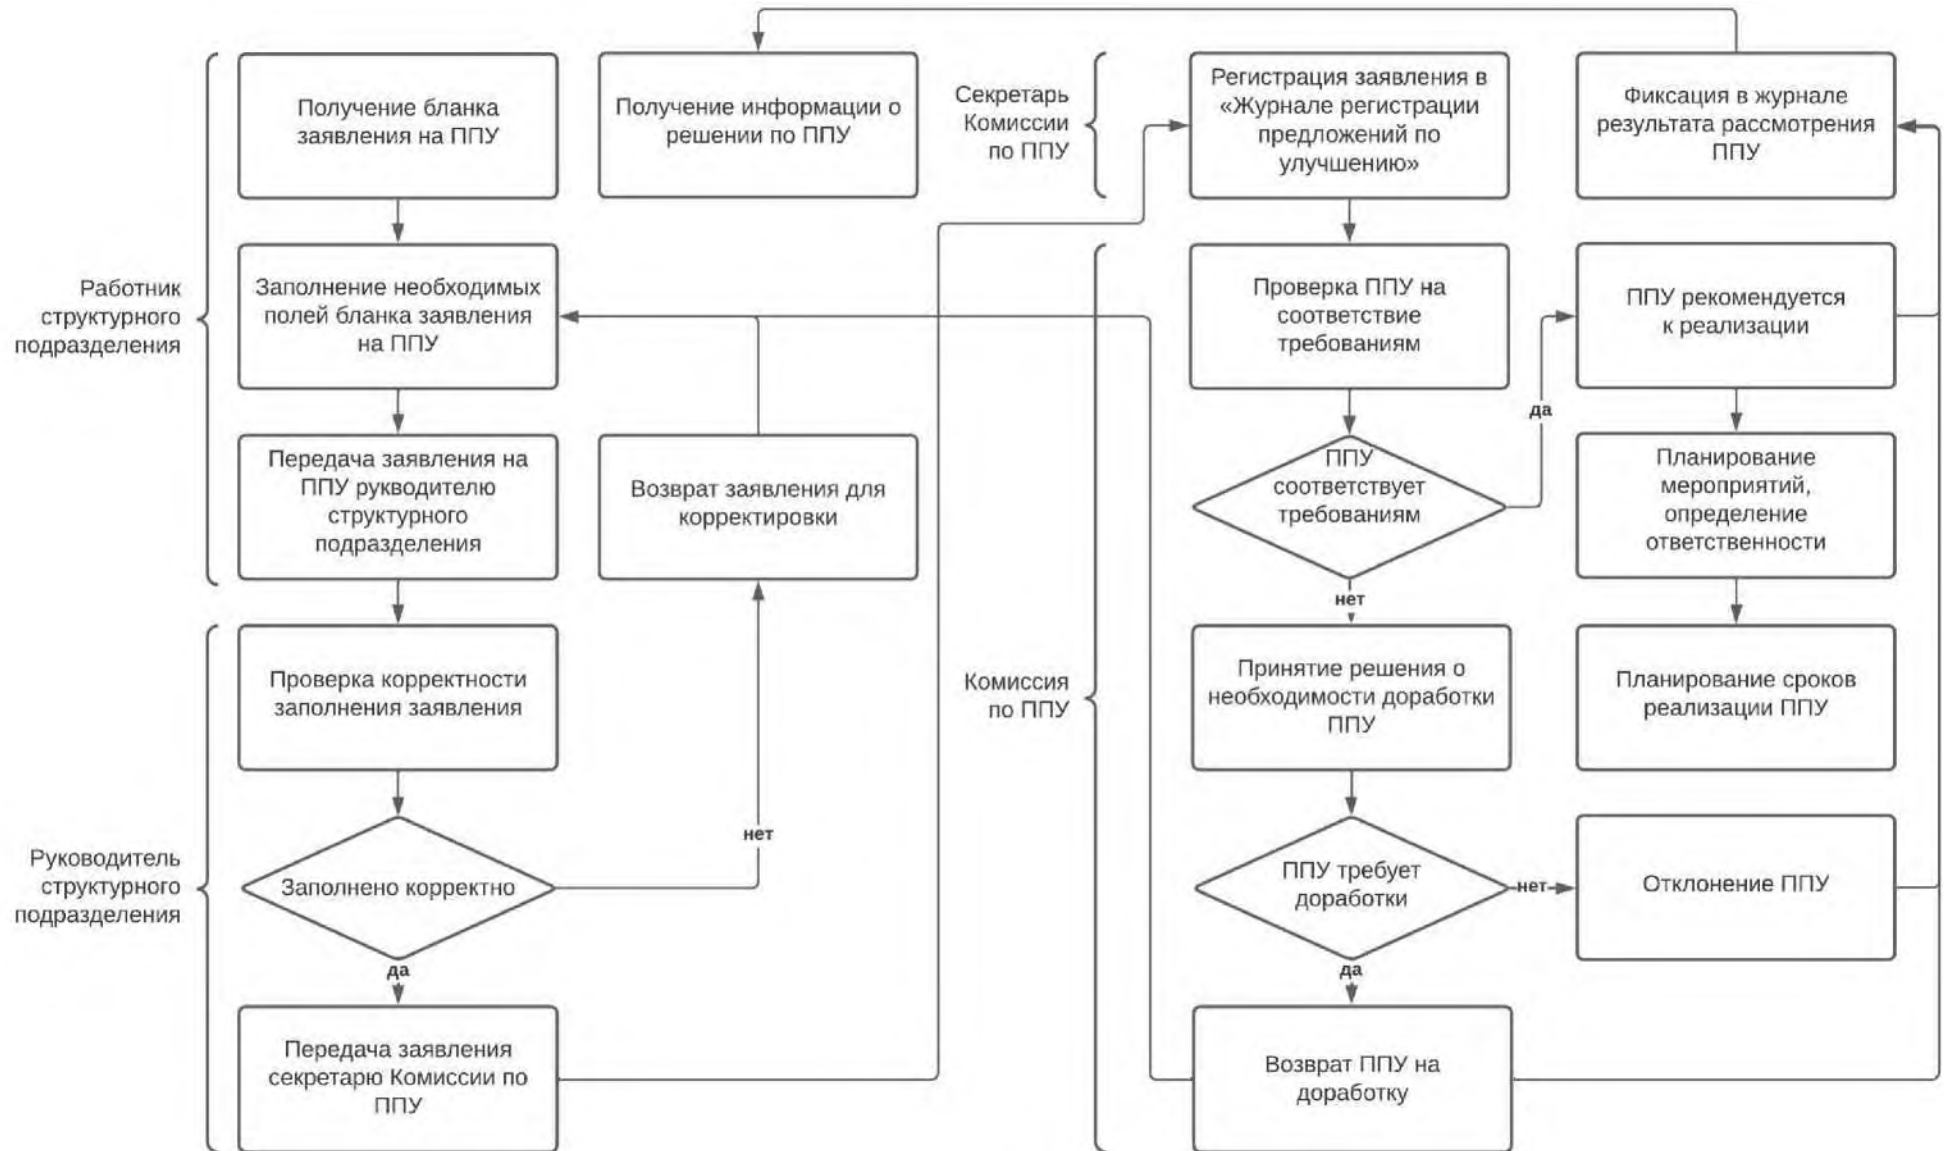 Работник
структурного
подразделения
Получение бланка
заявления на ППУ
Заполнение необходимых
полей бланка заявления
на ППУ
Передача заявления на
ППУ рукводителю
структурного
подразделения
Получение информации о
решении по ППУ
Возврат заявления для
корректировки
Руководитель
структурного
подразделения
Проверка корректности
заполнения заявления
Заполнено корректно
нет
да
Передача заявления
секретарю Комиссии по
ППУ
Секретарь
Комиссии
по ППУ
Регистрация заявления в
«Журнале регистрации
предложений по
улучшению»
Фиксация в журнале
результата рассмотрения
ППУ
Комиссия
по ППУ
Проверка ППУ на
соответствие
требованиям
ППУ
соответствует
требованиям
да
ППУ рекомендуется
к реализации
Планирование
мероприятий,
определение
ответственности
Планирование сроков
реализации ППУ
нет
Принятие решения о
необходимости доработки
ППУ
ППУ требует
доработки
нет
Отклонение ППУ
да
Возврат ППУ на
доработку